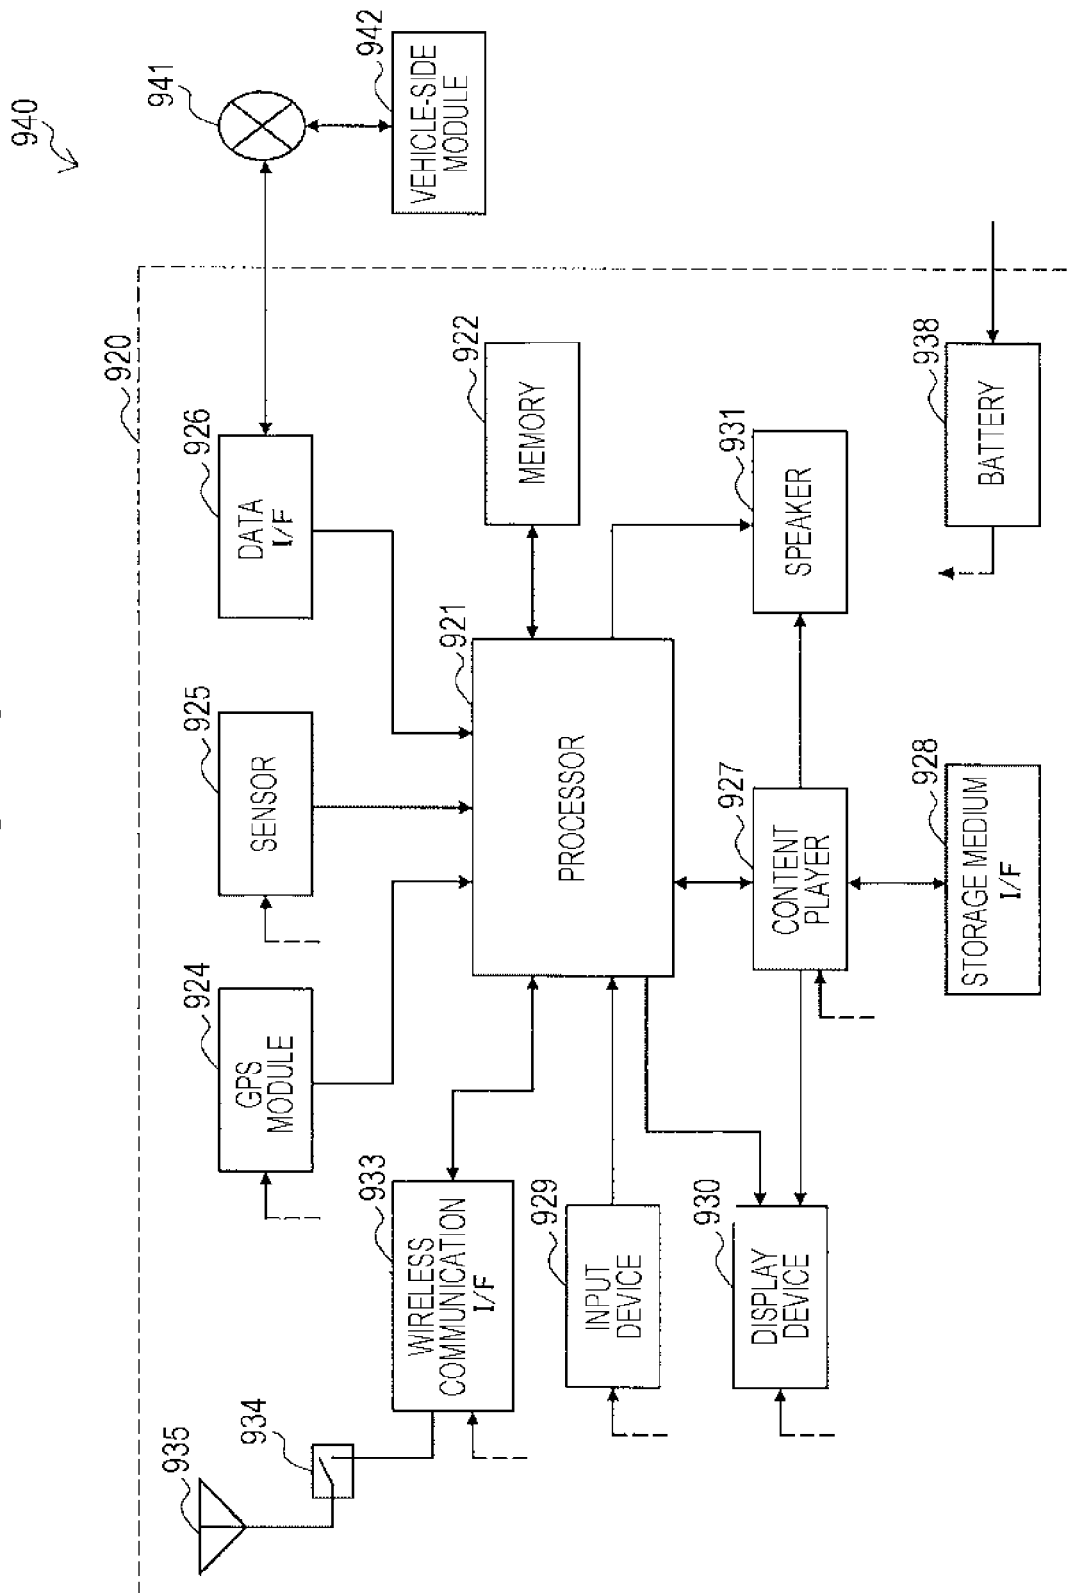 940
920
941
935
934
924
GPS
MODULE
925
SENSOR
926
DATA
I/F
942
VEHICLE-SIDE
MODULE
933
WIRELESS
COMMUNICATION
I/F
921
PROCESSOR
922
MEMORY
929
INPUT
DEVICE
930
DISPLAY
DEVICE
927
CONTENT
PLAYER
931
SPEAKER
928
STORAGE MEDIUM
I/F
938
BATTERY